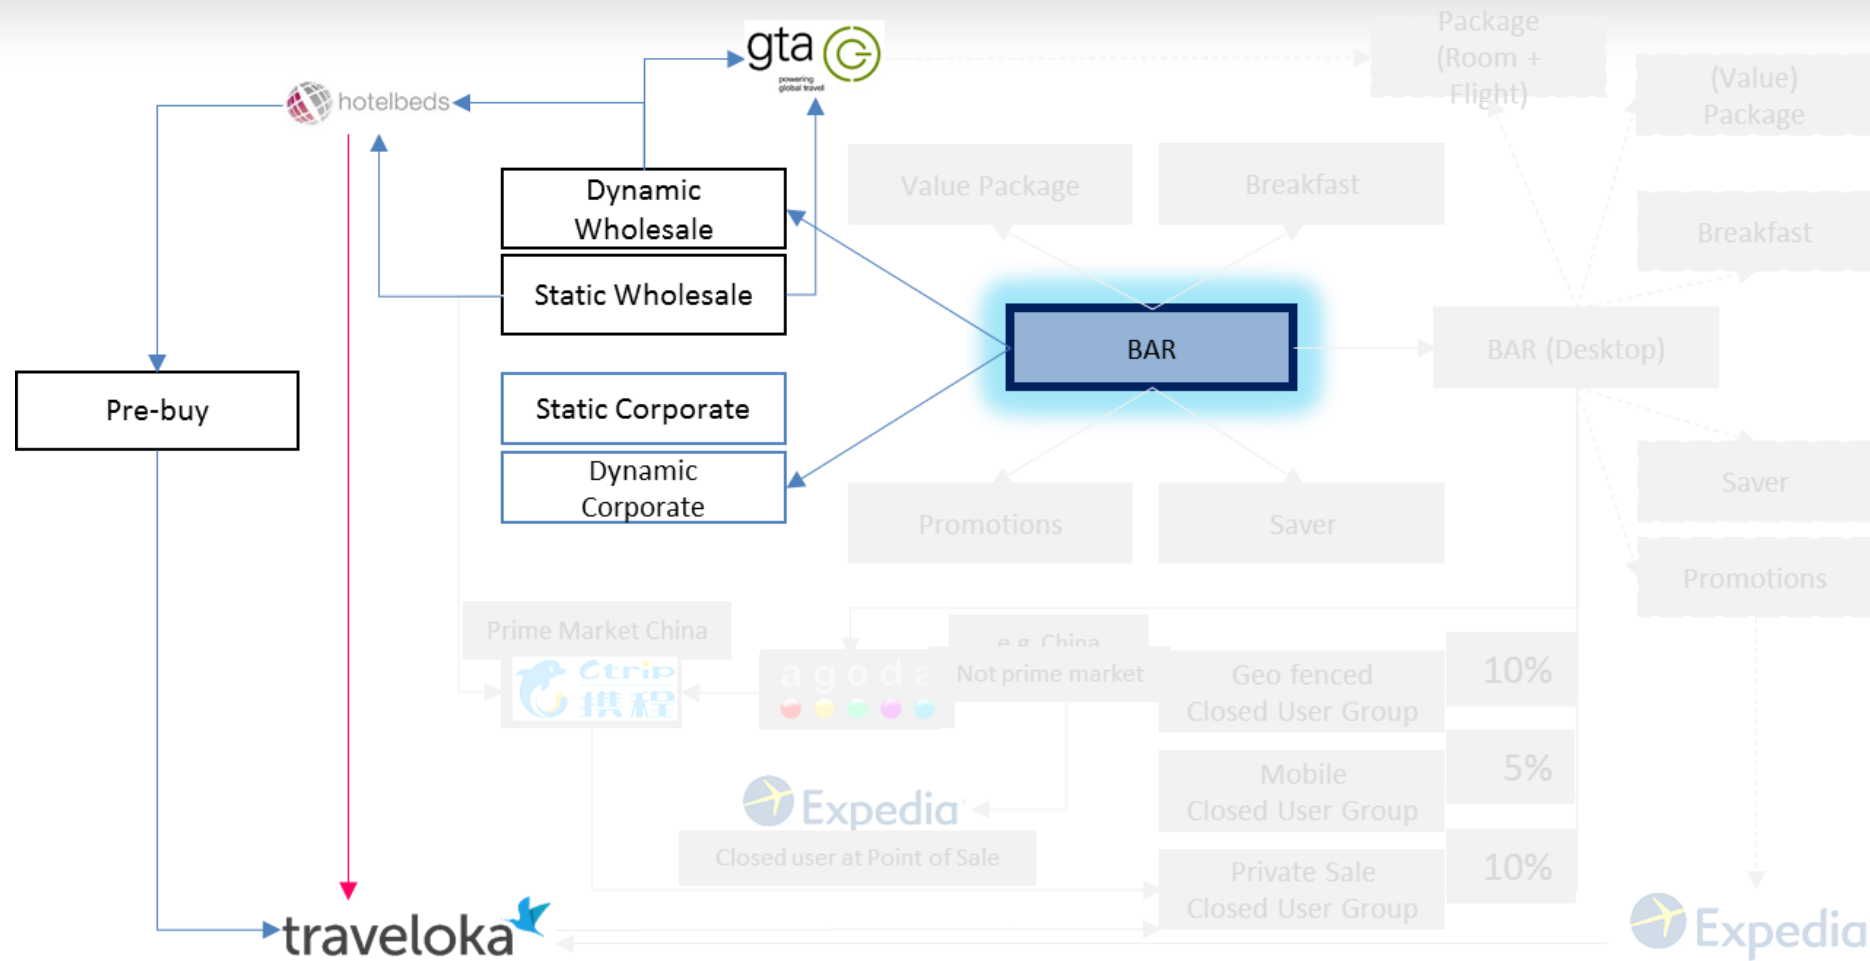 Package
(Room +
Flight)
gta
powering
global travel
hotelbeds
(Value)
Package
Dynamic
Wholesale
Value Package
Breakfast
Breakfast
Static Wholesale
BAR
BAR (Desktop)
Pre-buy
Static Corporate
Dynamic
Corporate
Promotions
Saver
Saver
Promotions
Prime Market China
e.g. China
Not prime market
Ctrip
携程
agoda
Geo fenced
Closed User Group
10%
Mobile
Closed User Group
5%
Expedia
Closed user at Point of Sale
Private Sale
Closed User Group
10%
traveloka
Expedia